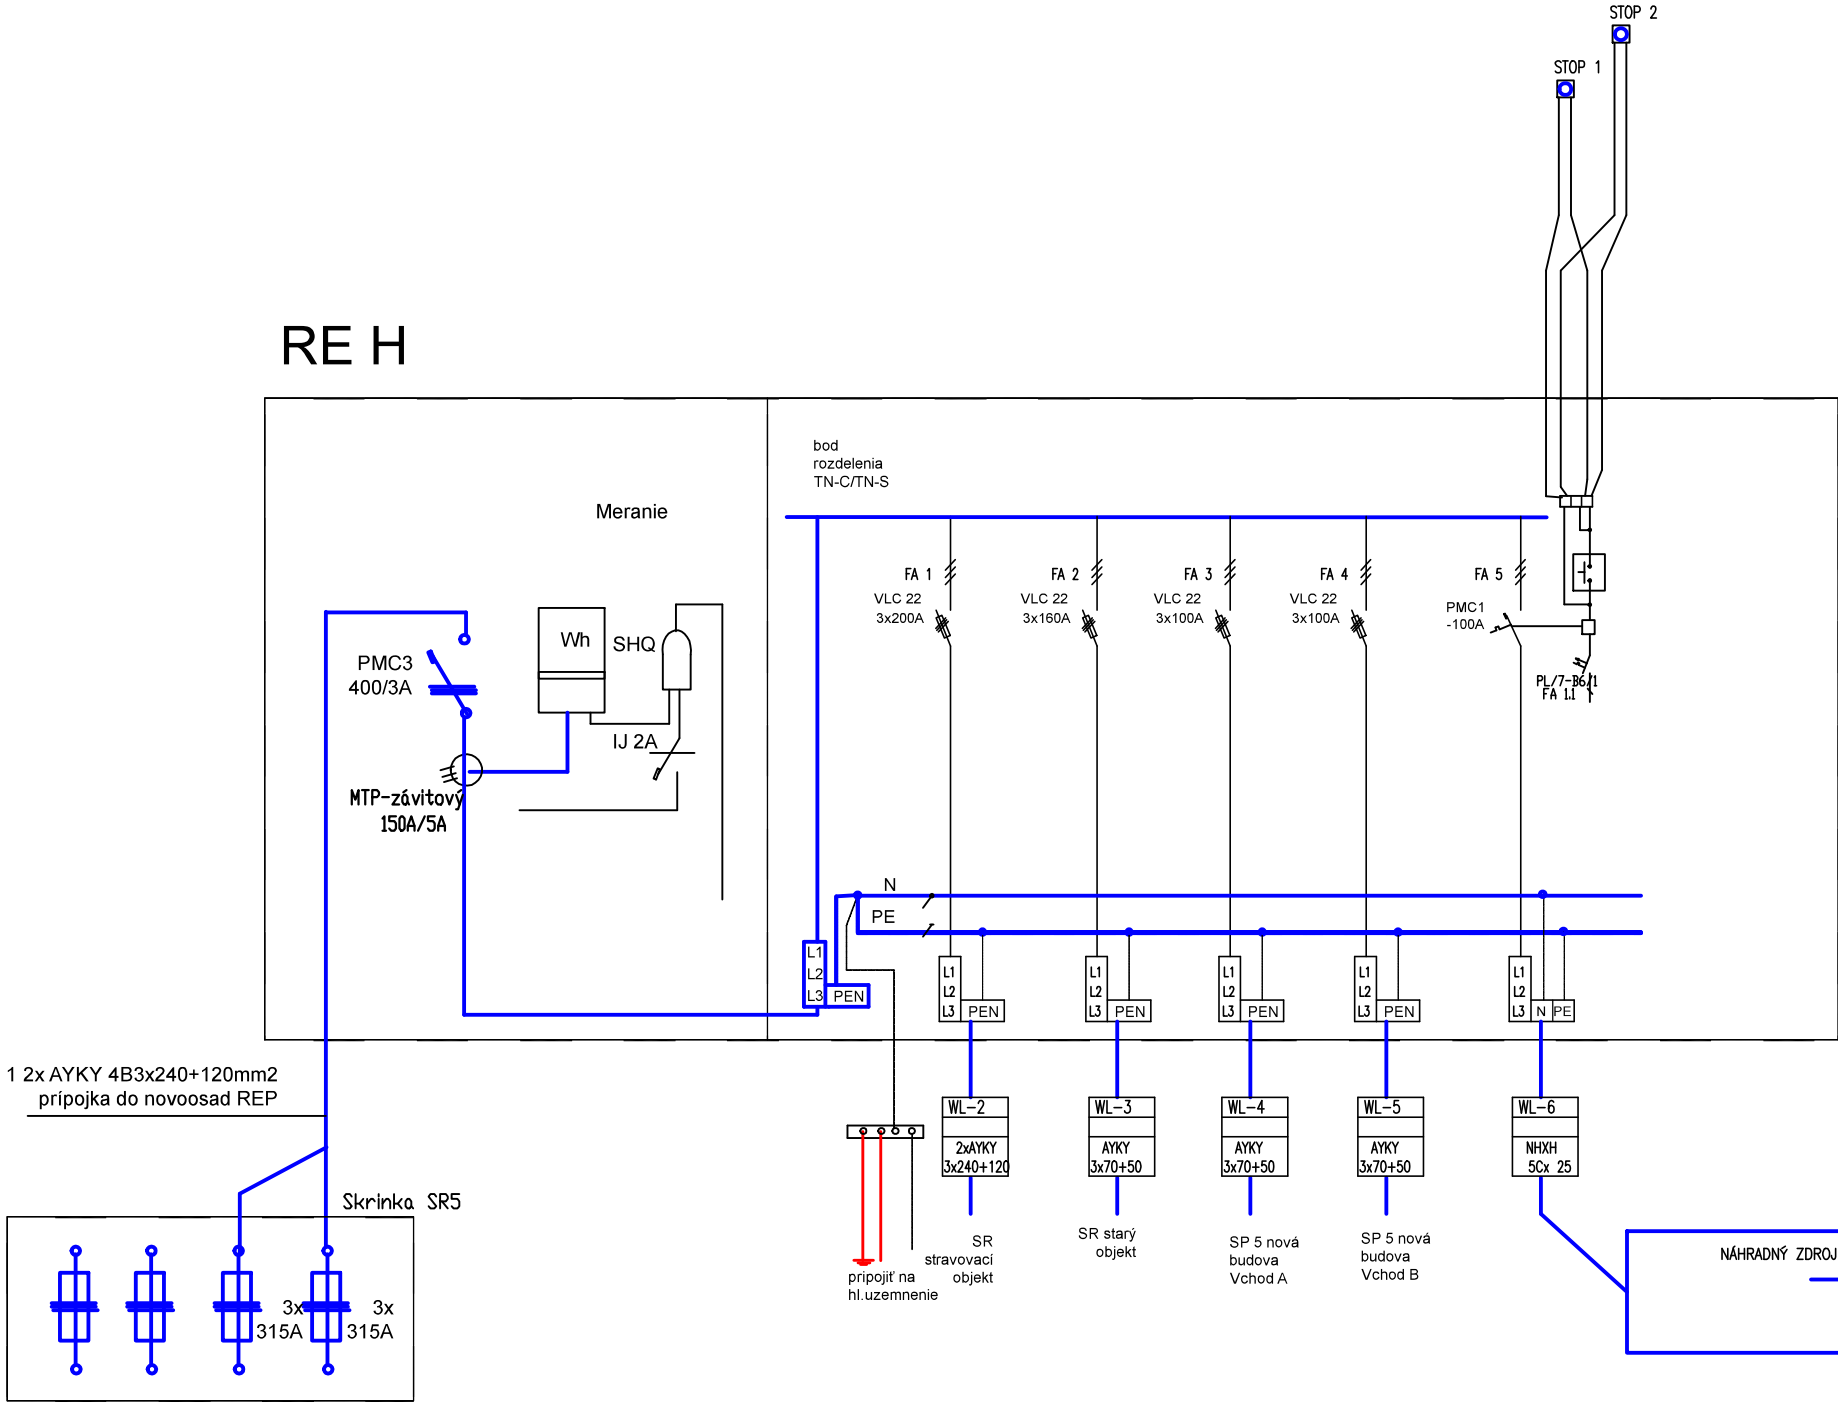 STOP 2
STOP 1
RE H
bod
rozdelenia
TN-C/TN-S
Meranie
FA 1
VLC 22
3x200A
FA 2
VLC 22
3x160A
FA 3
VLC 22
3x100A
FA 4
VLC 22
3x100A
FA 5
PMC1
-100A
PL/7-B6/1
FA 1.1
Wh
SHQ
PMC3
400/3A
IJ 2A
MTP-závitový
150A/5A
N
PE
L1
L2
L3
PEN
L1
L2
L3
PEN
L1
L2
L3
PEN
L1
L2
L3
PEN
L1
L2
L3
PEN
L1
L2
L3
N
PE
1 2x AYKY 4B3x240+120mm2
prípojka do novoosad REP
WL-2
2xAYKY
3x240+120
WL-3
AYKY
3x70+50
WL-4
AYKY
3x70+50
WL-5
AYKY
3x70+50
WL-6
NHXH
5Cx 25
Skrinka SR5
3x
315A
3x
315A
pripojiť na
hl.uzemnenie
SR
stravovací
objekt
SR starý
objekt
SP 5 nová
budova
Vchod A
SP 5 nová
budova
Vchod B
NÁHRADNÝ ZDROJ